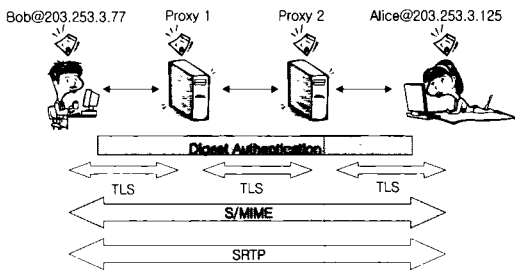 Bob@203.253.3.77 Proxy 1 Proxy 2 Alice@203.253.3.125
Digest Authentication
TLS TLS TLS
S/MIME
SRTP